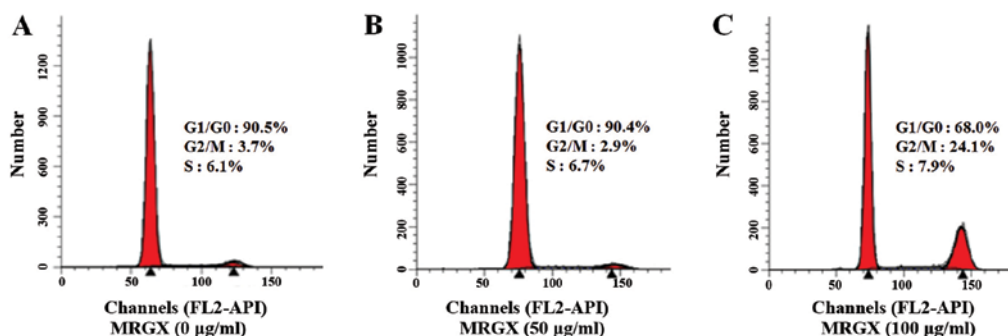 A
Number
1200
900
600
300
0
G1/G0 : 90.5%
G2/M : 3.7%
S : 6.1%
0
50
100
150
Channels (FL2-API)
MRGX (0 µg/ml)
B
Number
1000
800
600
400
200
0
G1/G0 : 90.4%
G2/M : 2.9%
S : 6.7%
0
50
100
150
Channels (FL2-API)
MRGX (50 µg/ml)
C
Number
1000
800
600
400
200
0
G1/G0 : 68.0%
G2/M : 24.1%
S : 7.9%
0
50
100
150
Channels (FL2-API)
MRGX (100 µg/ml)